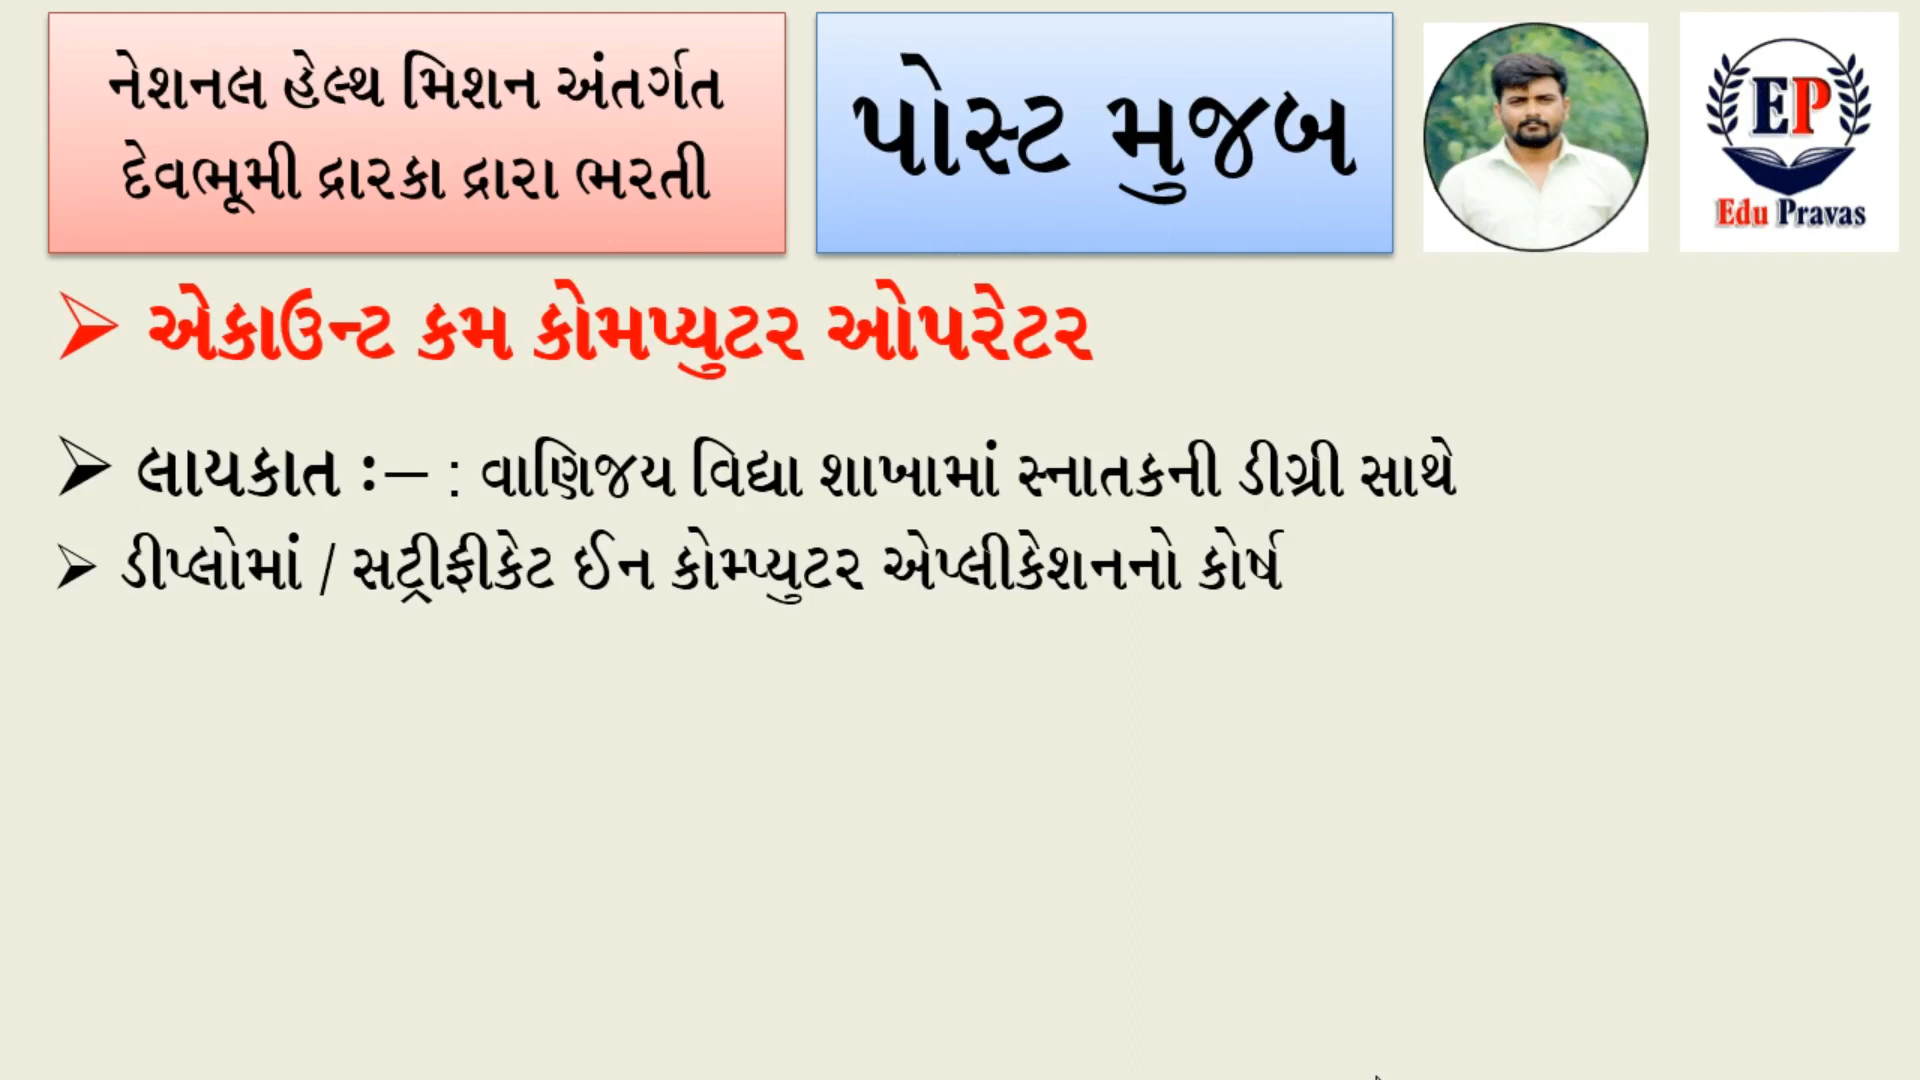 નેશનલ હેલ્થ મિશન અંતર્ગત
દેવભૂમી દ્રારકા દ્રારા ભરતી
પોસ્ટ મુજબ
EP
Edu Pravas
➢ એકાઉન્ટ કમ કોમપ્યુટર ઓપરેટર
➢ લાયકાત :– : વાણિજય વિદ્યા શાખામાં સ્નાતકની ડીગ્રી સાથે
➢ ડીપ્લોમાં / સટ્રીફીકેટ ઈન કોમ્પ્યુટર એપ્લીકેશનનો કોર્ષ